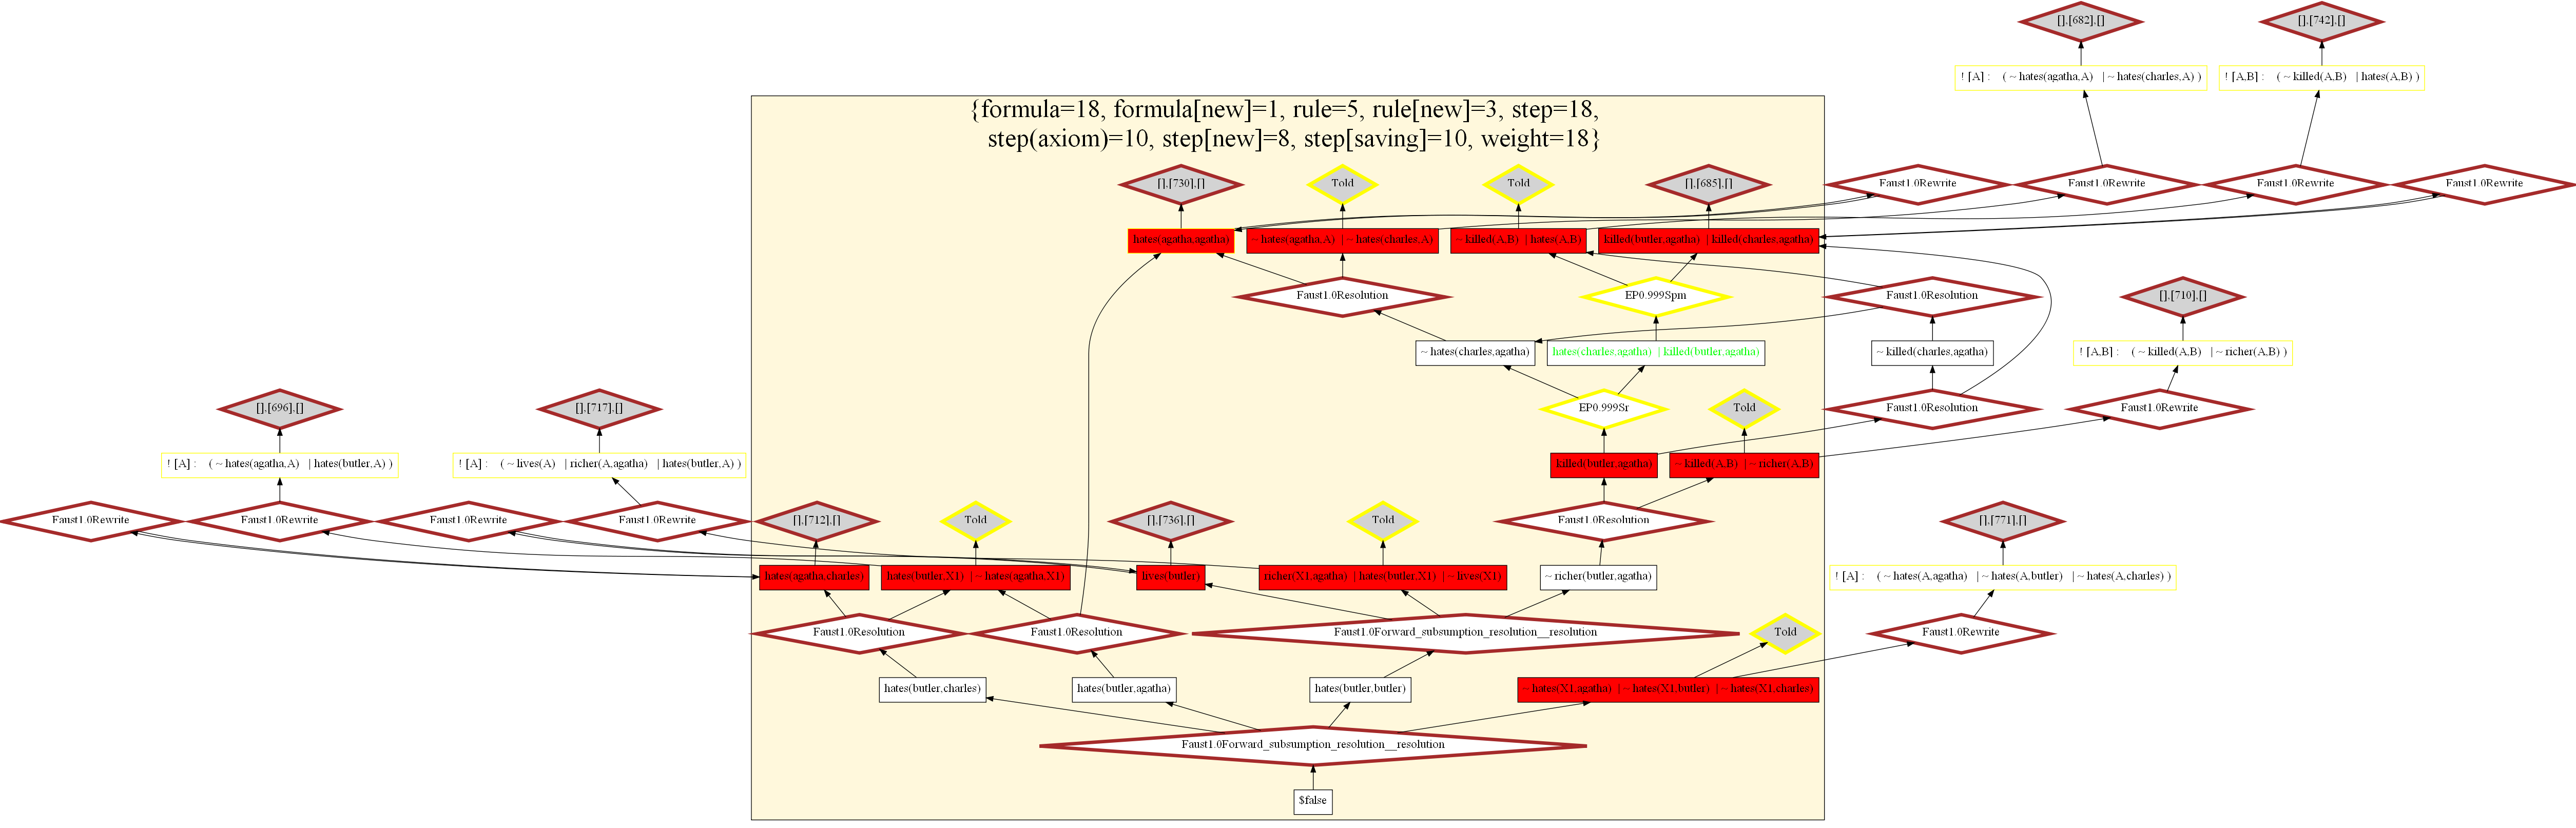 [],[682],[]
[],[742],[]
! [A] : ( ~ hates(agatha,A) | ~ hates(charles,A) )
! [A,B] : ( ~ killed(A,B) | hates(A,B) )
{formula=18, formula[new]=1, rule=5, rule[new]=3, step=18,
step(axiom)=10, step[new]=8, step[saving]=10, weight=18}
[],[730],[]
Told
Told
[],[685],[]
Faust1.0Rewrite
Faust1.0Rewrite
Faust1.0Rewrite
Faust1.0Rewrite
hates(agatha,agatha)
~ hates(agatha,A) | ~ hates(charles,A)
~ killed(A,B) | hates(A,B)
killed(butler,agatha) | killed(charles,agatha)
Faust1.0Resolution
EP0.999Spm
Faust1.0Resolution
[],[710],[]
~ hates(charles,agatha)
hates(charles,agatha) | killed(butler,agatha)
~ killed(charles,agatha)
! [A,B] : ( ~ killed(A,B) | ~ richer(A,B) )
[],[696],[]
[],[717],[]
EP0.999Sr
Told
Faust1.0Resolution
Faust1.0Rewrite
! [A] : ( ~ hates(agatha,A) | hates(butler,A) )
! [A] : ( ~ lives(A) | richer(A,agatha) | hates(butler,A) )
killed(butler,agatha)
~ killed(A,B) | ~ richer(A,B)
Faust1.0Rewrite
Faust1.0Rewrite
Faust1.0Rewrite
Faust1.0Rewrite
[],[712],[]
Told
[],[736],[]
Told
Faust1.0Resolution
[],[771],[]
hates(agatha,charles)
hates(butler,X1) | ~ hates(agatha,X1)
lives(butler)
richer(X1,agatha) | hates(butler,X1) | ~ lives(X1)
~ richer(butler,agatha)
! [A] : ( ~ hates(A,agatha) | ~ hates(A,butler) | ~ hates(A,charles) )
Faust1.0Resolution
Faust1.0Resolution
Faust1.0Forward_subsumption_resolution__resolution
Told
Faust1.0Rewrite
hates(butler,charles)
hates(butler,agatha)
hates(butler,butler)
~ hates(X1,agatha) | ~ hates(X1,butler) | ~ hates(X1,charles)
Faust1.0Forward_subsumption_resolution__resolution
$false